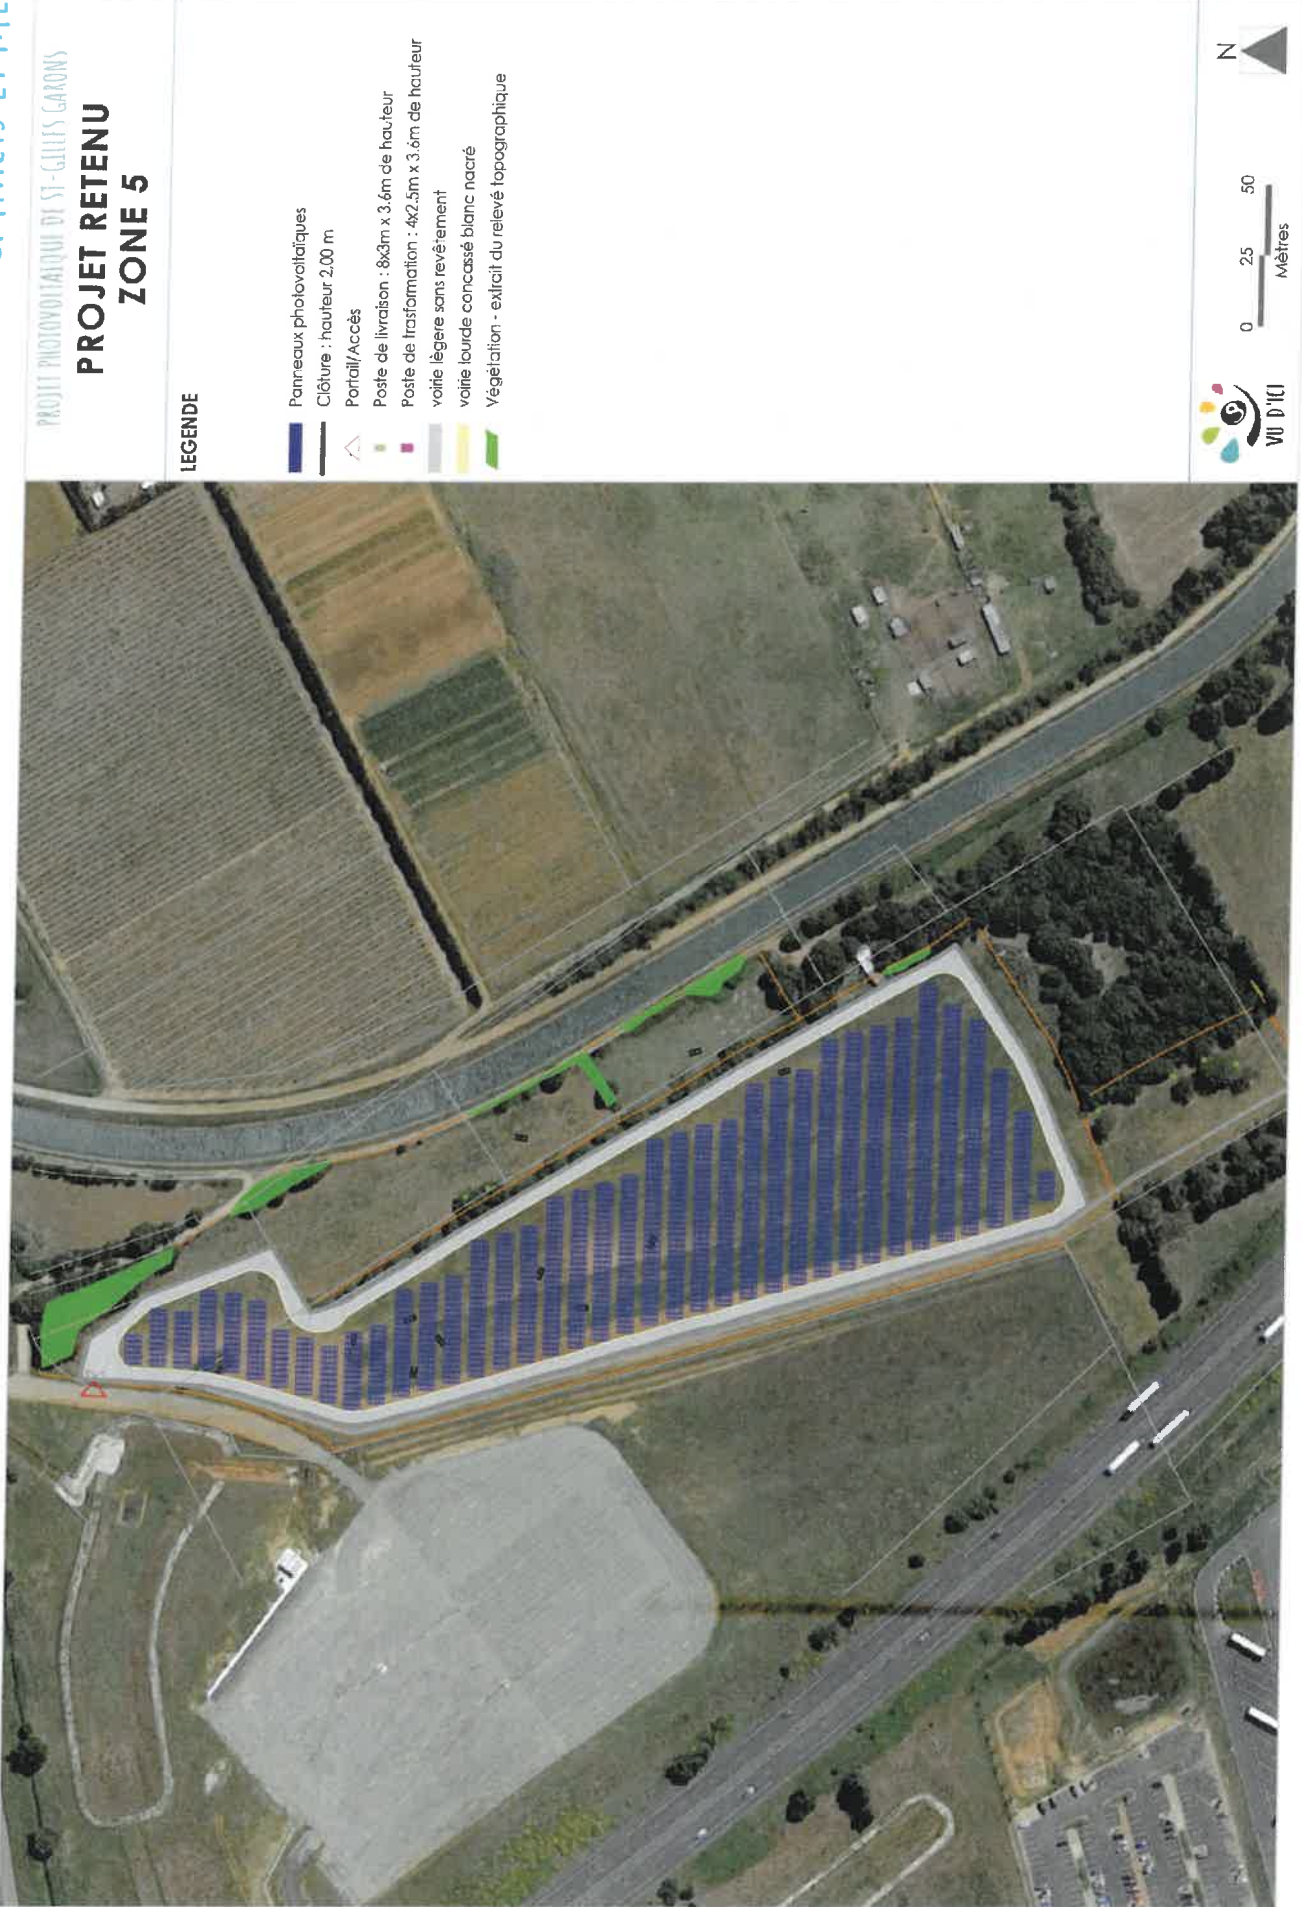 PROJET PHOTOVOLTAIQUE DE ST-GILLES GARONS
PROJET RETENU
ZONE 5
LEGENDE
Panneaux photovoltaïques
Clôture : hauteur 2,00 m
Portail/Accès
Poste de livraison : 8x3m x 3.6m de hauteur
Poste de trasformation : 4x2.5m x 3.6m de hauteur
voirie lègere sans revêtement
voirie lourde concassé blanc nacré
Végétation - extrait du relevé topographique
VU D'ICI
0 25 50
Mètres
N